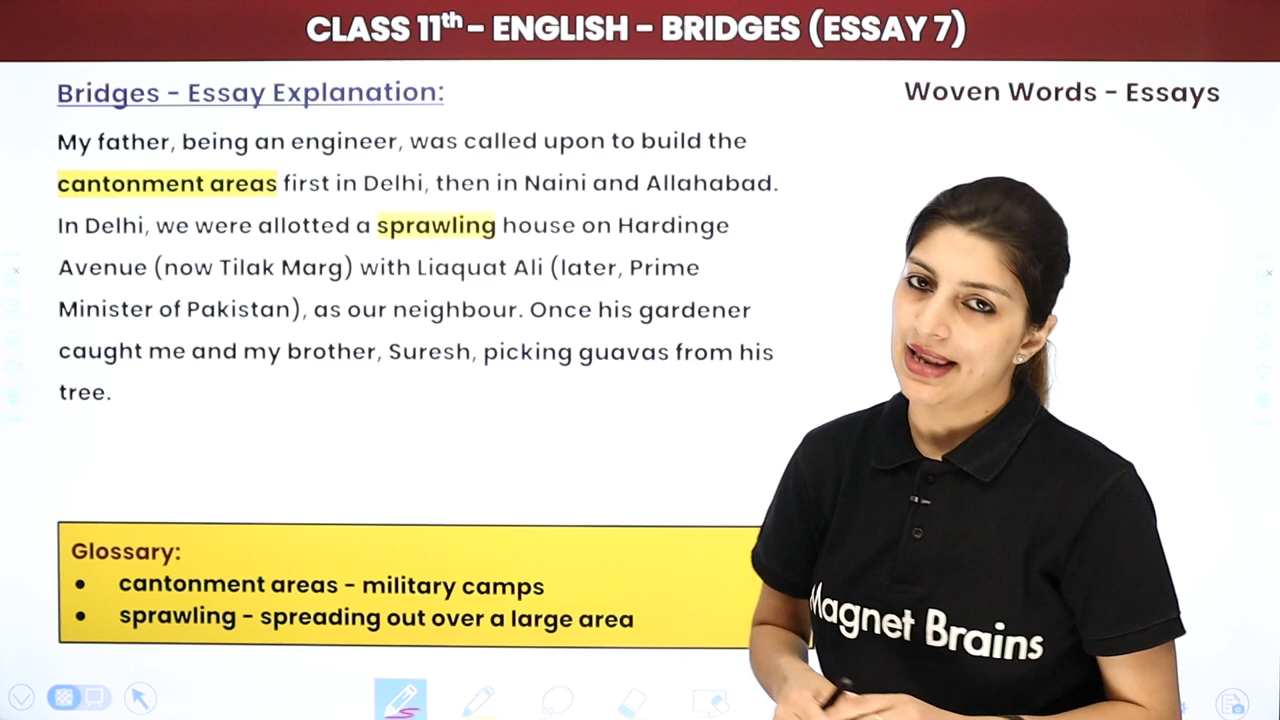 CLASS 11th - ENGLISH - BRIDGES (ESSAY 7)
Bridges - Essay Explanation:
Woven Words - Essays
My father, being an engineer, was called upon to build the
cantonment areas first in Delhi, then in Naini and Allahabad.
In Delhi, we were allotted a sprawling house on Hardinge
Avenue (now Tilak Marg) with Liaquat Ali (later, Prime
Minister of Pakistan), as our neighbour. Once his gardener
caught me and my brother, Suresh, picking guavas from his
tree.
Glossary:
• cantonment areas - military camps
• sprawling - spreading out over a large area
Magnet Brains